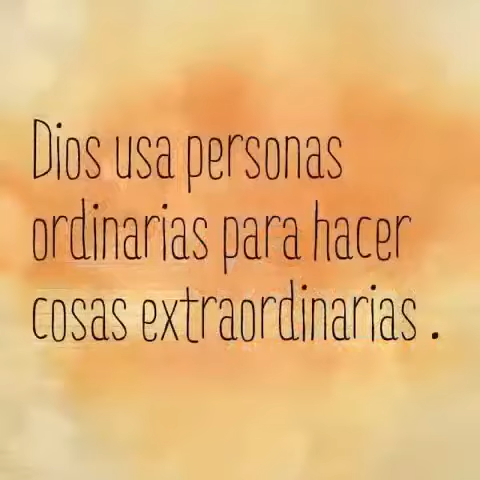 Dios usa personas
ordinarias para hacer
cosas extraordinarias .